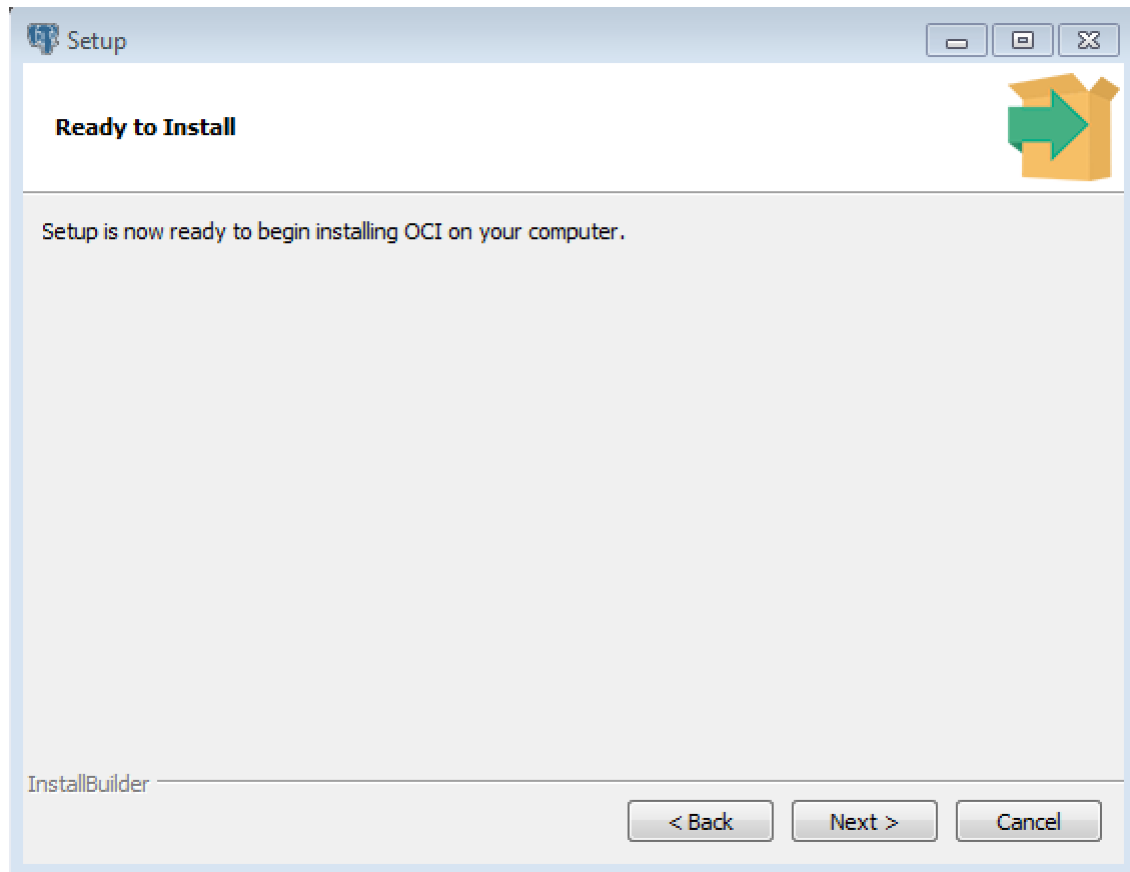 Setup
Ready to Install
Setup is now ready to begin installing OCI on your computer.
InstallBuilder
< Back
Next >
Cancel